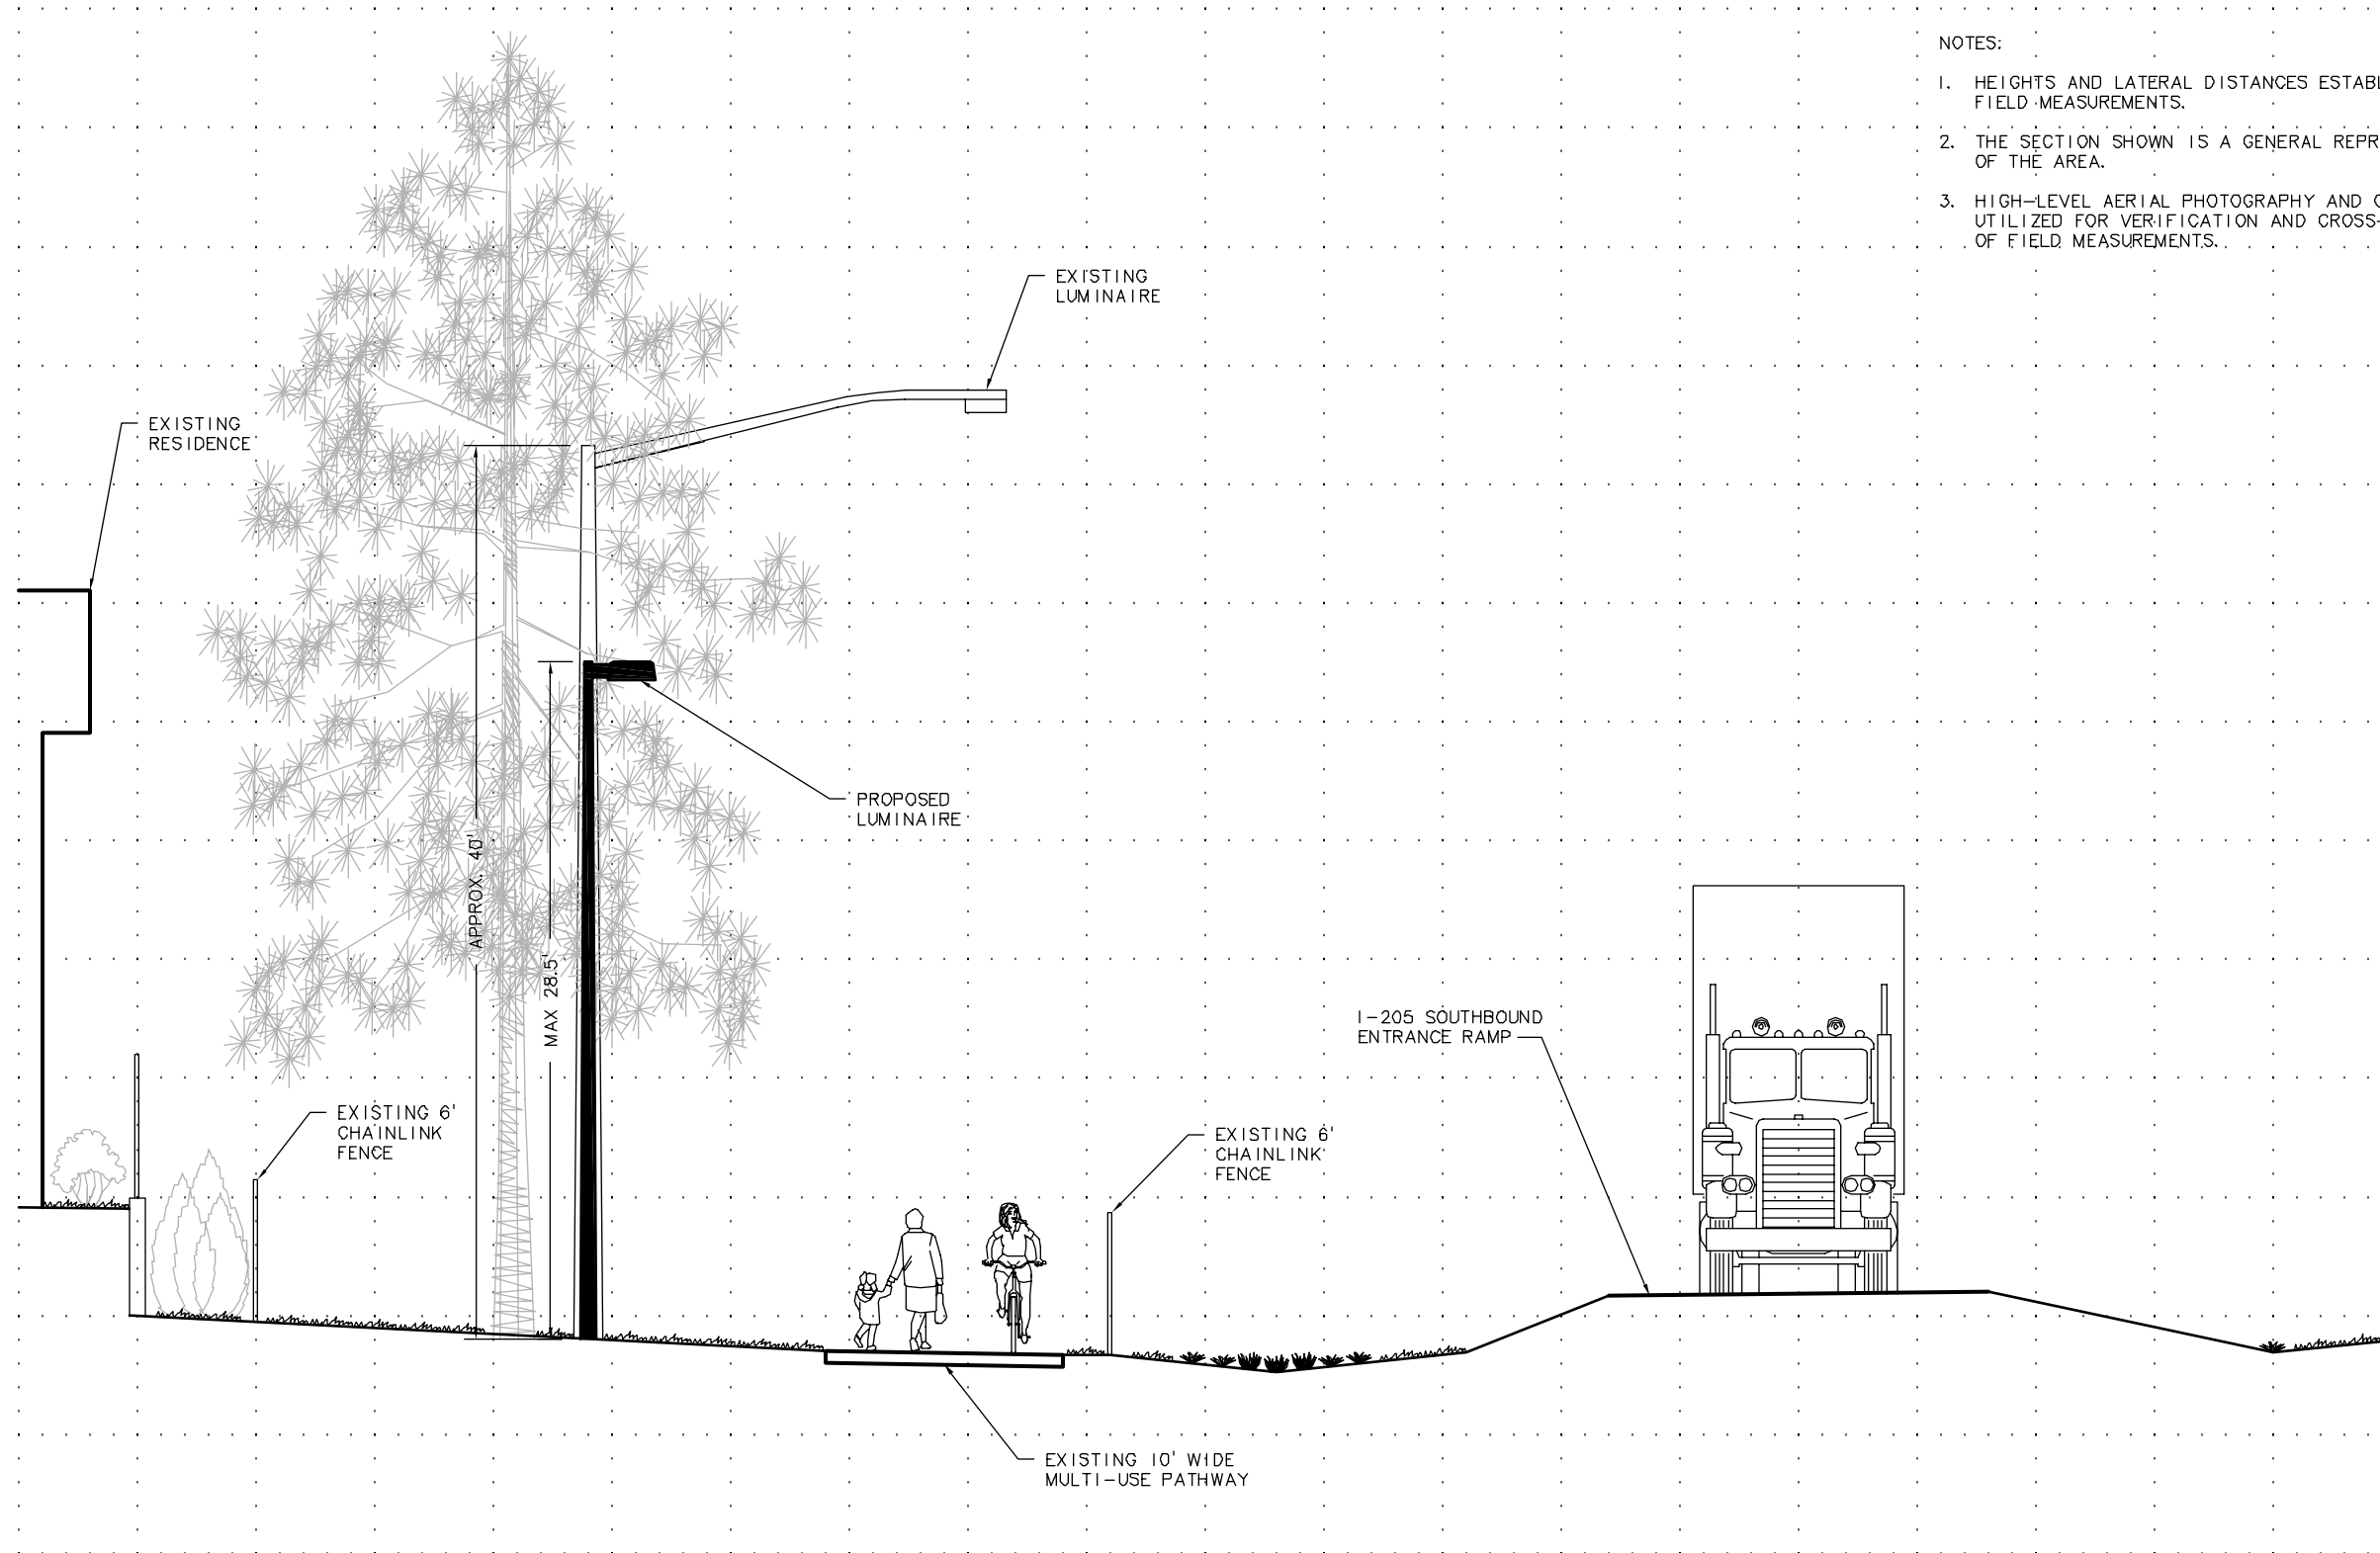 NOTES:
1. HEIGHTS AND LATERAL DISTANCES
FIELD MEASUREMENTS.
2. THE SECTION SHOWN IS A GENERAL
OF THE AREA.
3. HIGH-LEVEL AERIAL PHOTOGRAPHY AND
UTILIZED FOR VERIFICATION AND CROSS-
OF FIELD MEASUREMENTS.
EXISTING
LUMINAIRE
EXISTING
RESIDENCE
PROPOSED
LUMINAIRE
APPROX. 40'
MAX 28.5'
I-205 SOUTHBOUND
ENTRANCE RAMP
EXISTING 6'
CHAINLINK
FENCE
EXISTING 6'
CHAINLINK
FENCE
EXISTING 10' WIDE
MULTI-USE PATHWAY